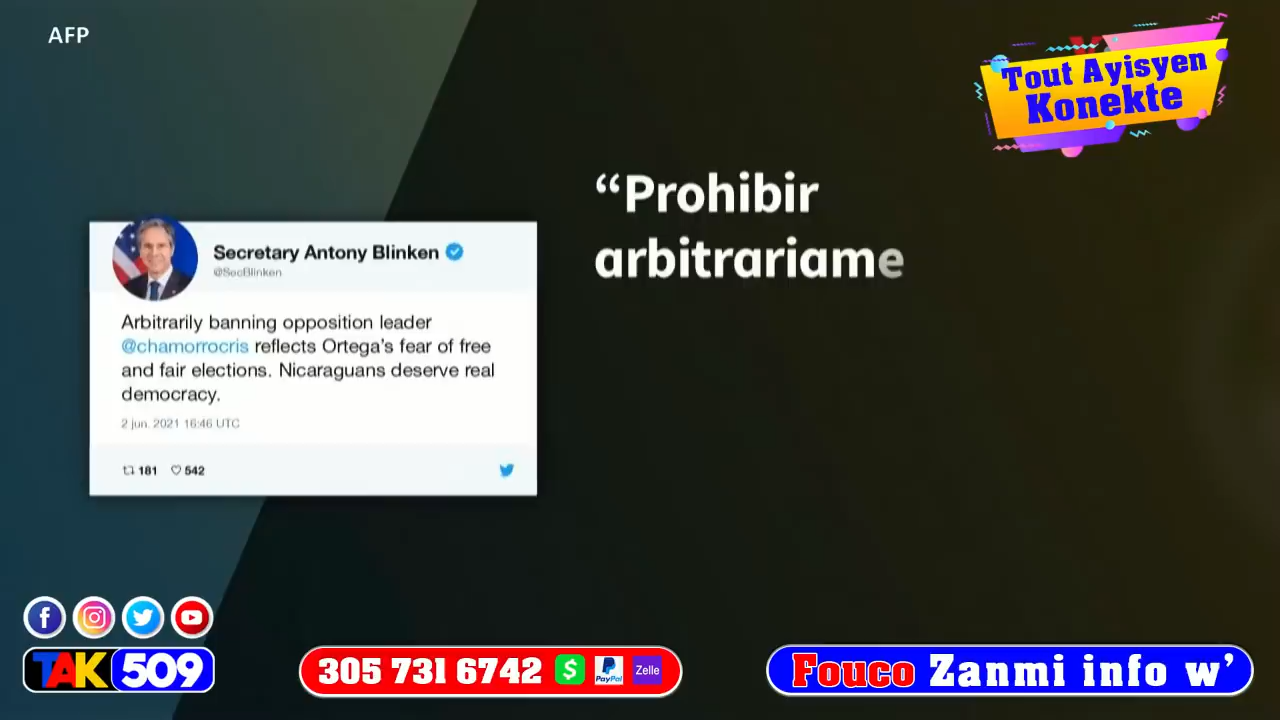 AFP
Tout Ayisyen
Konekte
“Prohibir
arbitrariame
Secretary Antony Blinken
@SecBlinken
Arbitrarily banning opposition leader
@chamorrocris reflects Ortega's fear of free
and fair elections. Nicaraguans deserve real
democracy.
2 jun. 2021 16:46 UTC
181 542
TAK 509
305 731 6742 $ PayPal Zelle
Fouco Zanmi info w’